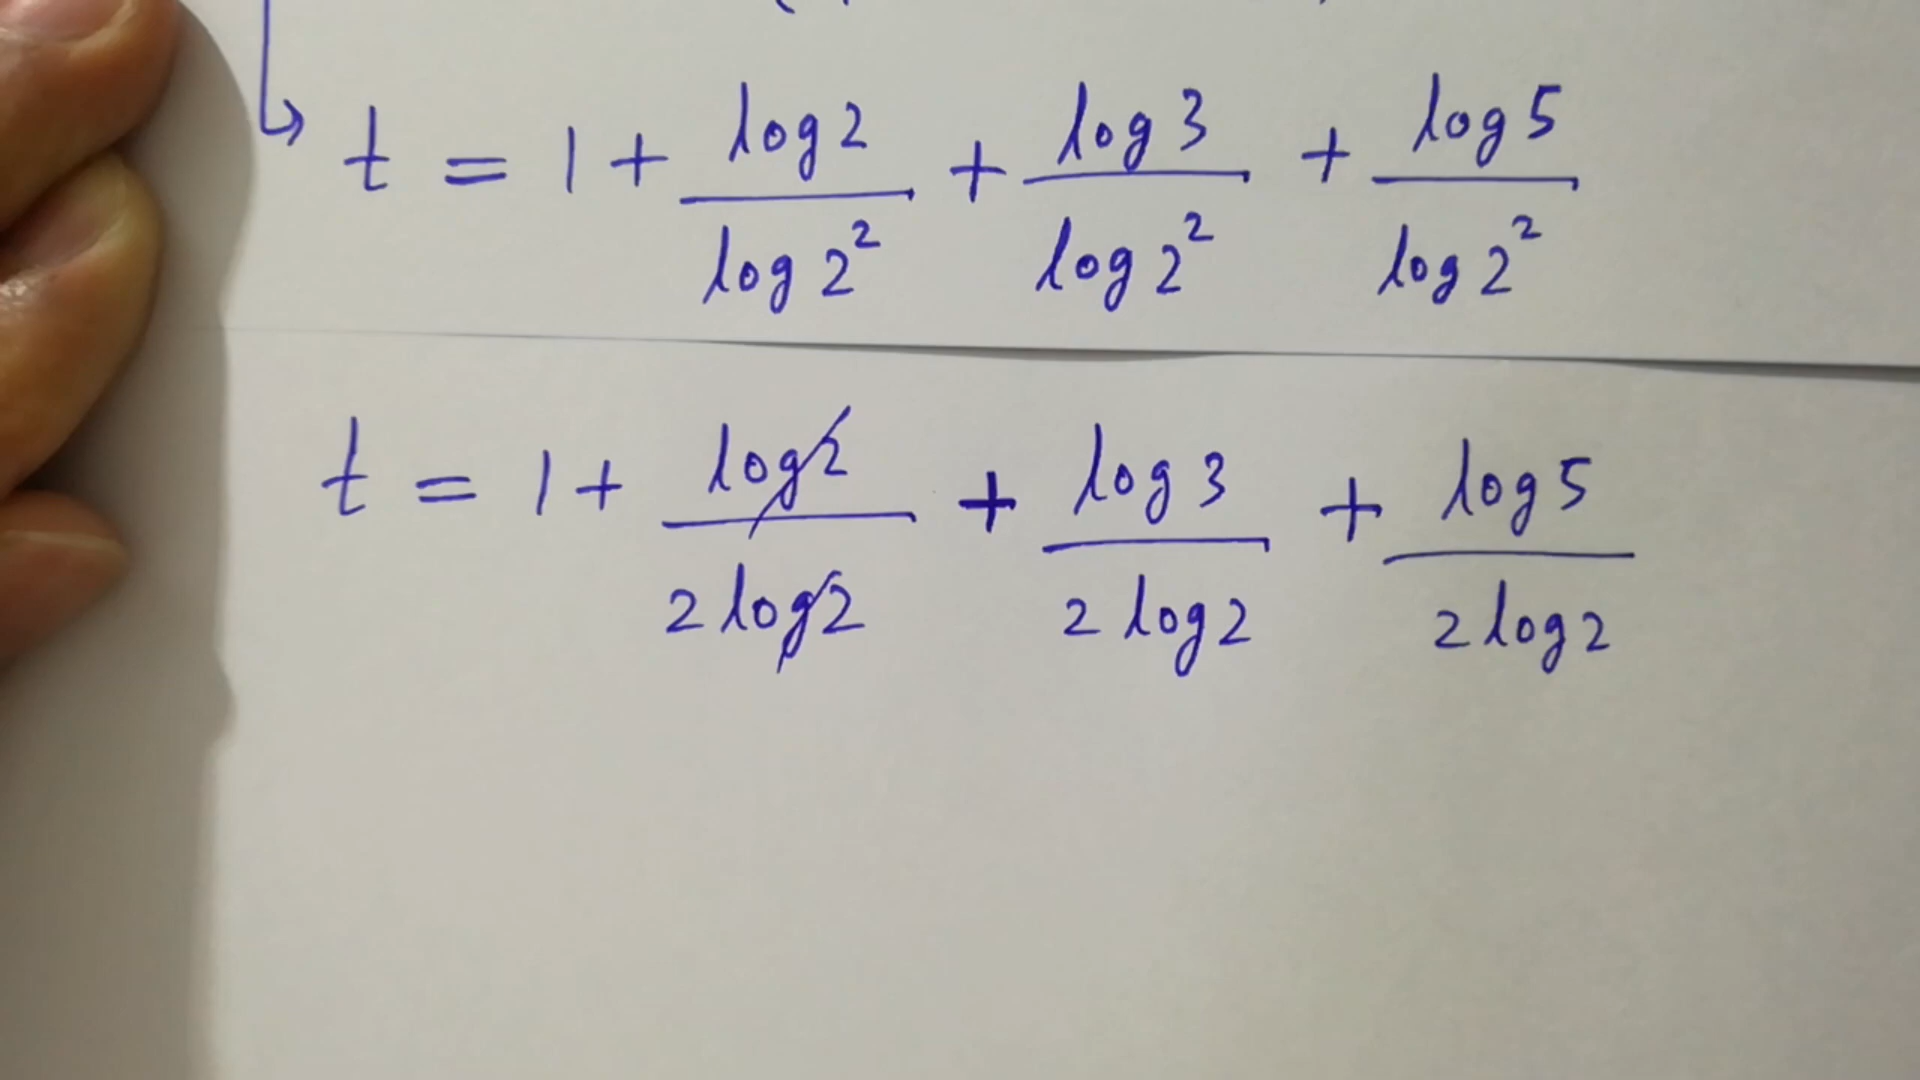 t = 1 + log 2 / log 2² + log 3 / log 2² + log 5 / log 2²
t = 1 + log 2 / 2 log 2 + log 3 / 2 log 2 + log 5 / 2 log 2